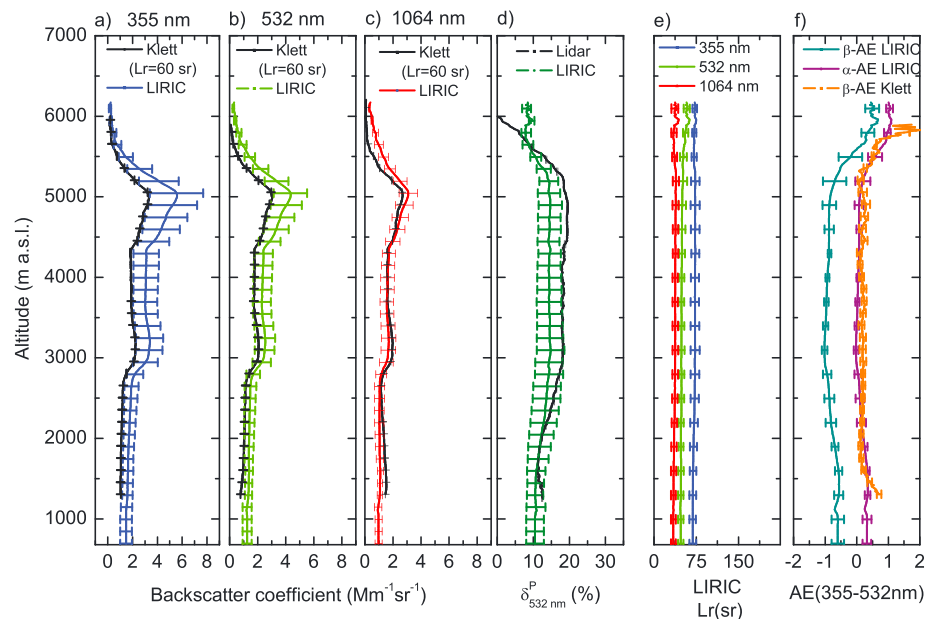 a) 355 nm
b) 532 nm
c) 1064 nm
d)
e)
f)
7000
6000
5000
4000
3000
2000
1000
Altitude (m a.s.l.)
Klett
(Lr=60 sr)
LIRIC
Klett
(Lr=60 sr)
LIRIC
Klett
(Lr=60 sr)
LIRIC
Lidar
LIRIC
355 nm
532 nm
1064 nm
β-AE LIRIC
α-AE LIRIC
β-AE Klett
0 2 4 6 8
0 2 4 6 8
0 2 4 6 8
0 10 20 30
0 150
-2 -1 0 1 2
Backscatter coefficient (Mm⁻¹sr⁻¹)
δᴾ₅₃₂ ₙₘ (%)
LIRIC
Lr(sr)
AE(355-532nm)